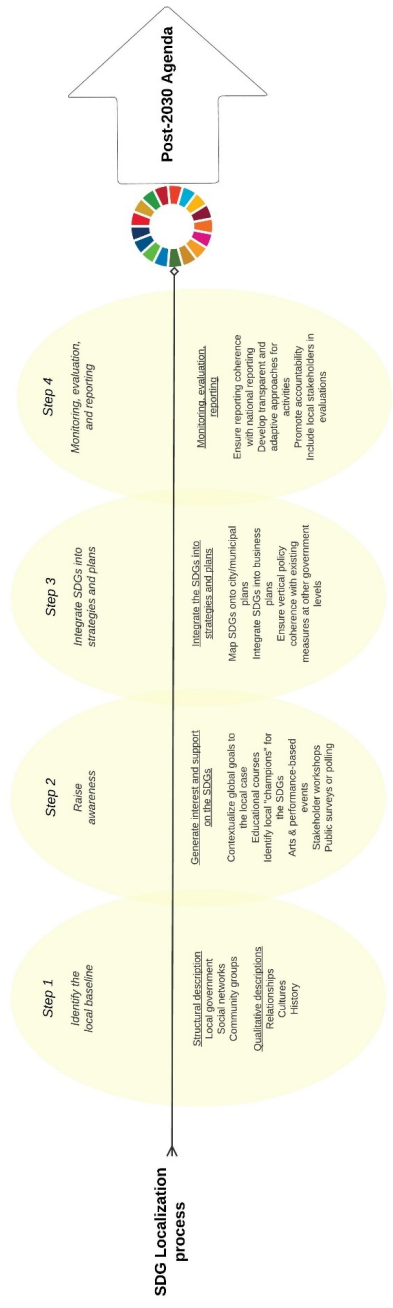 SDG Localization
process
Step 1
Identify the
local baseline
Structural description
Local government
Social networks
Community groups
Qualitative descriptions
Relationships
Cultures
History
Step 2
Raise
awareness
Generate interest and support
on the SDGs
Contextualize global goals to
the local case
Educational courses
Identify local "champions" for
the SDGs
Arts & performance-based
events
Stakeholder workshops
Public surveys or polling
Step 3
Integrate SDGs into
strategies and plans
Integrate the SDGs into
strategies and plans
Map SDGs onto city/municipal
plans
Integrate SDGs into business
plans
Ensure vertical policy
coherence with existing
measures at other government
levels
Step 4
Monitoring, evaluation,
and reporting
Monitoring, evaluation,
reporting
Ensure reporting coherence
with national reporting
Develop transparent and
adaptive approaches for
activities
Promote accountability
Include local stakeholders in
evaluations
Post-2030 Agenda